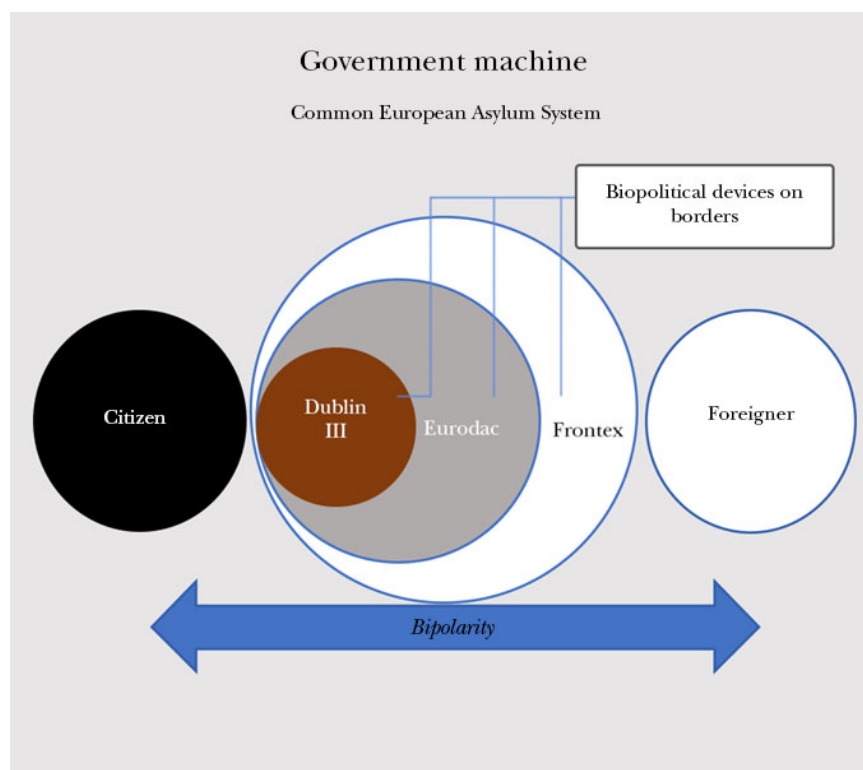 Government machine
Common European Asylum System
Biopolitical devices on
borders
Citizen
Dublin
III
Eurodac
Frontex
Foreigner
Bipolarity